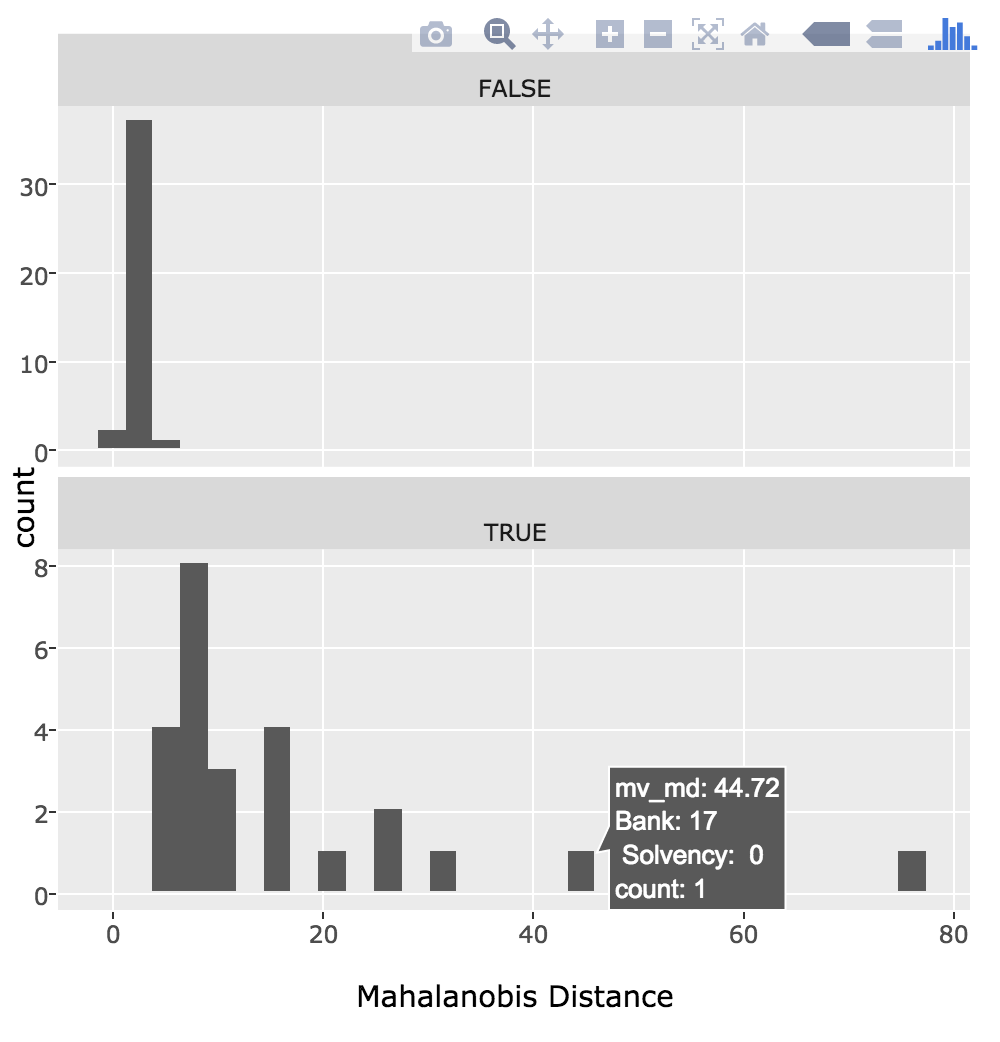 FALSE
30
20
10
0
count
TRUE
8
6
4
2
0
mv_md: 44.72
Bank: 17
Solvency:  0
count: 1
0 20 40 60 80
Mahalanobis Distance